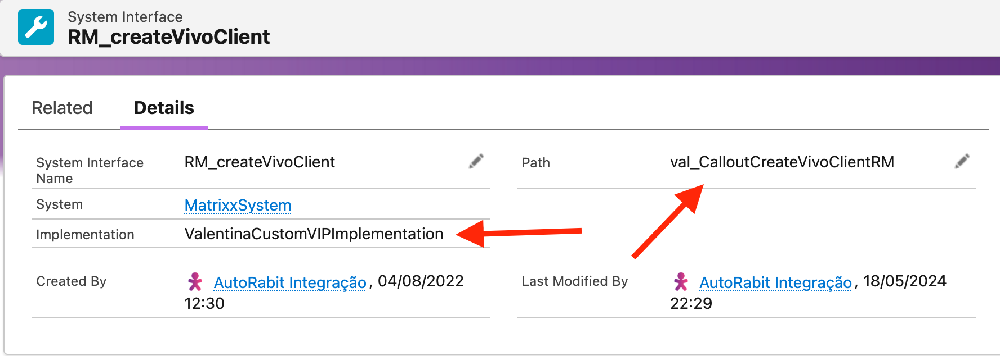 System Interface
RM_createVivoClient
Related
Details
System Interface
Name
RM_createVivoClient
Path
val_CalloutCreateVivoClientRM
System
MatrixxSystem
Implementation
ValentinaCustomVIPImplementation
Created By
AutoRabit Integração, 04/08/2022
12:30
Last Modified By
AutoRabit Integração, 18/05/2024
22:29